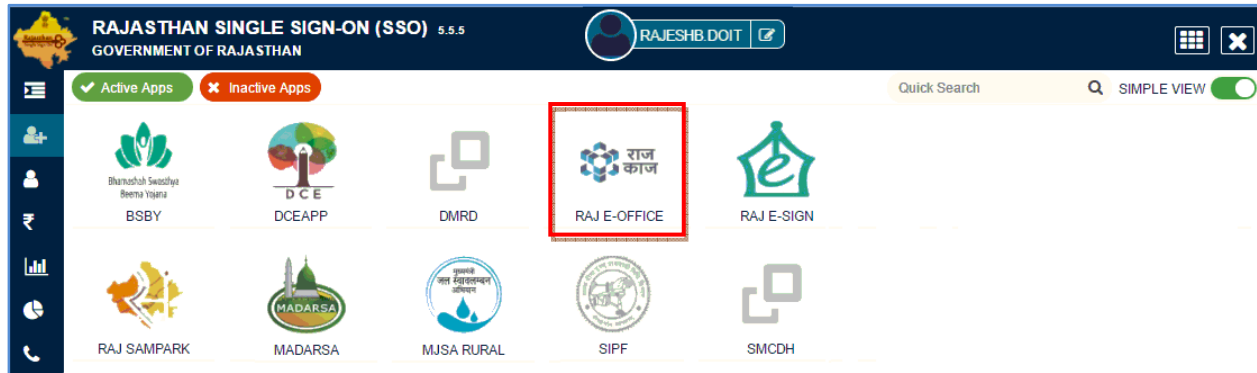 RAJASTHAN SINGLE SIGN-ON (SSO) 5.5.5
GOVERNMENT OF RAJASTHAN
RAJESHB.DOIT
Active Apps
Inactive Apps
Quick Search
SIMPLE VIEW
Bhamashah Swasthya
Beema Yojana
BSBY
DCE
DCEAPP
DMRD
राज
काज
RAJ E-OFFICE
e
RAJ E-SIGN
RAJ SAMPARK
MADARSA
MADARSA
मुख्यमंत्री
जल स्वावलम्बन
अभियान
MJSA RURAL
SIPF
SMCDH